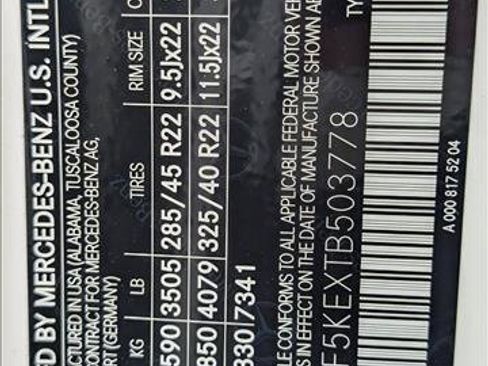 D BY MERCEDES-BENZ U.S. INTL
FACTURED IN USA (ALABAMA, TUSCALOOSA COUNTY)
CONTRACT FOR MERCEDES-BENZ AG,
RT (GERMANY)
KG LB TIRES RIM SIZE C
590 3505 285/45 R22 9.5Jx22
850 4079 325/40 R22 11.5Jx22
330 7341
CONFORMS TO ALL APPLICABLE FEDERAL MOTOR VEH
S IN EFFECT ON THE DATE OF MANUFACTURE SHOWN AB
F5KEXTB503778 TY
A 000 817 52 04